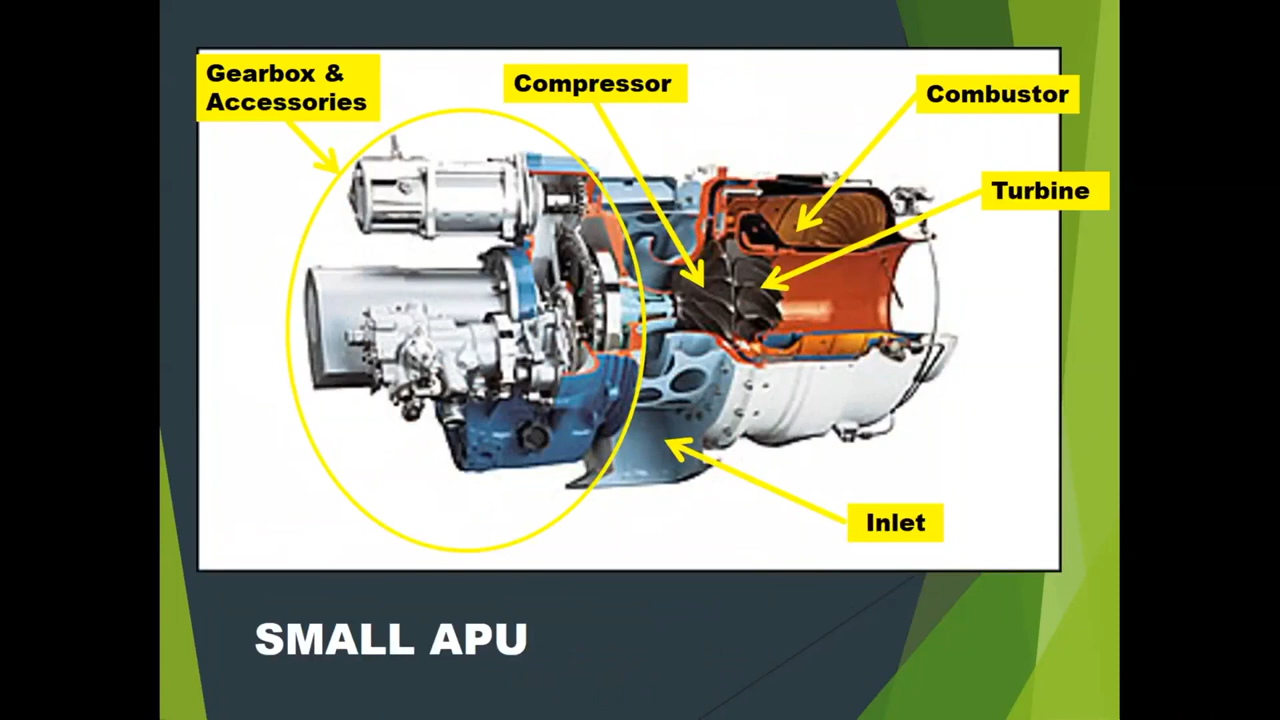 Gearbox &
Accessories
Compressor
Combustor
Turbine
Inlet
SMALL APU